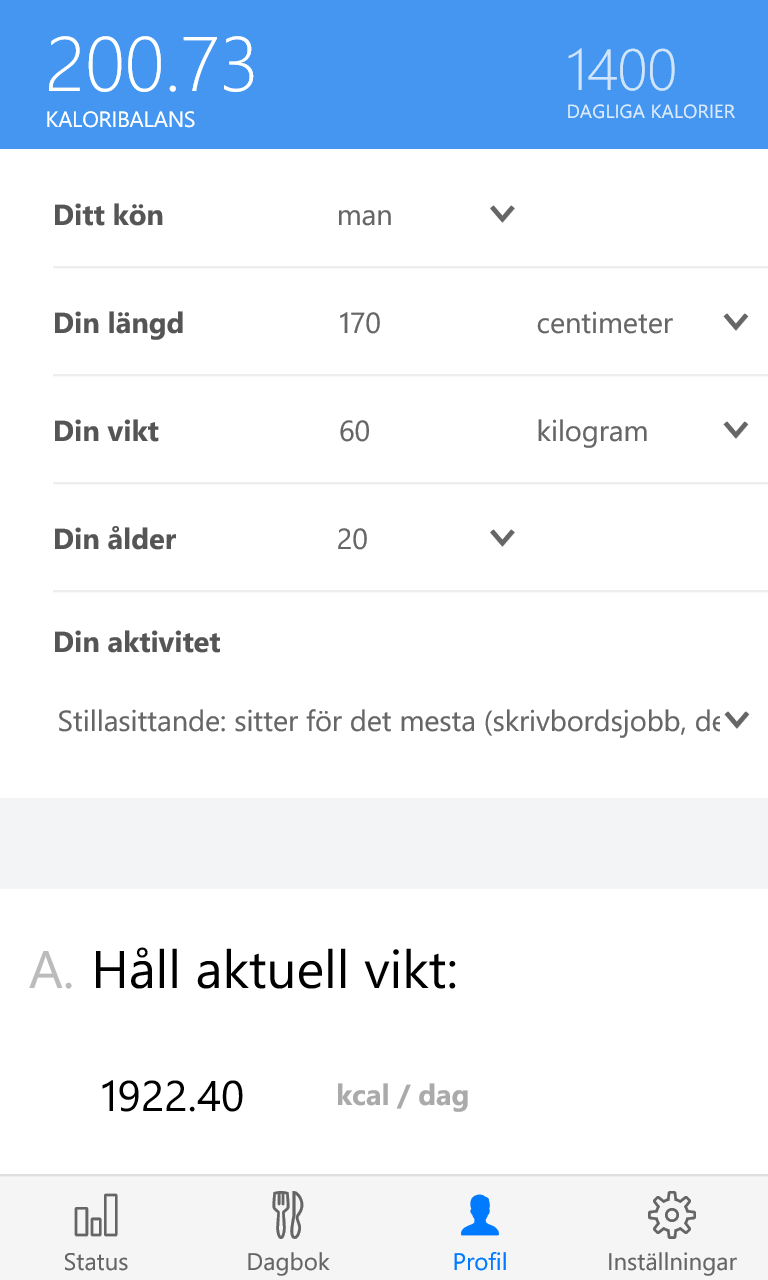 200.73
KALORIBALANS
1400
DAGLIGA KALORIER
Ditt kön man
Din längd 170 centimeter
Din vikt 60 kilogram
Din ålder 20
Din aktivitet
Stillasittande: sitter för det mesta (skrivbordsjobb, de
A. Håll aktuell vikt:
1922.40 kcal / dag
Status Dagbok Profil Inställningar